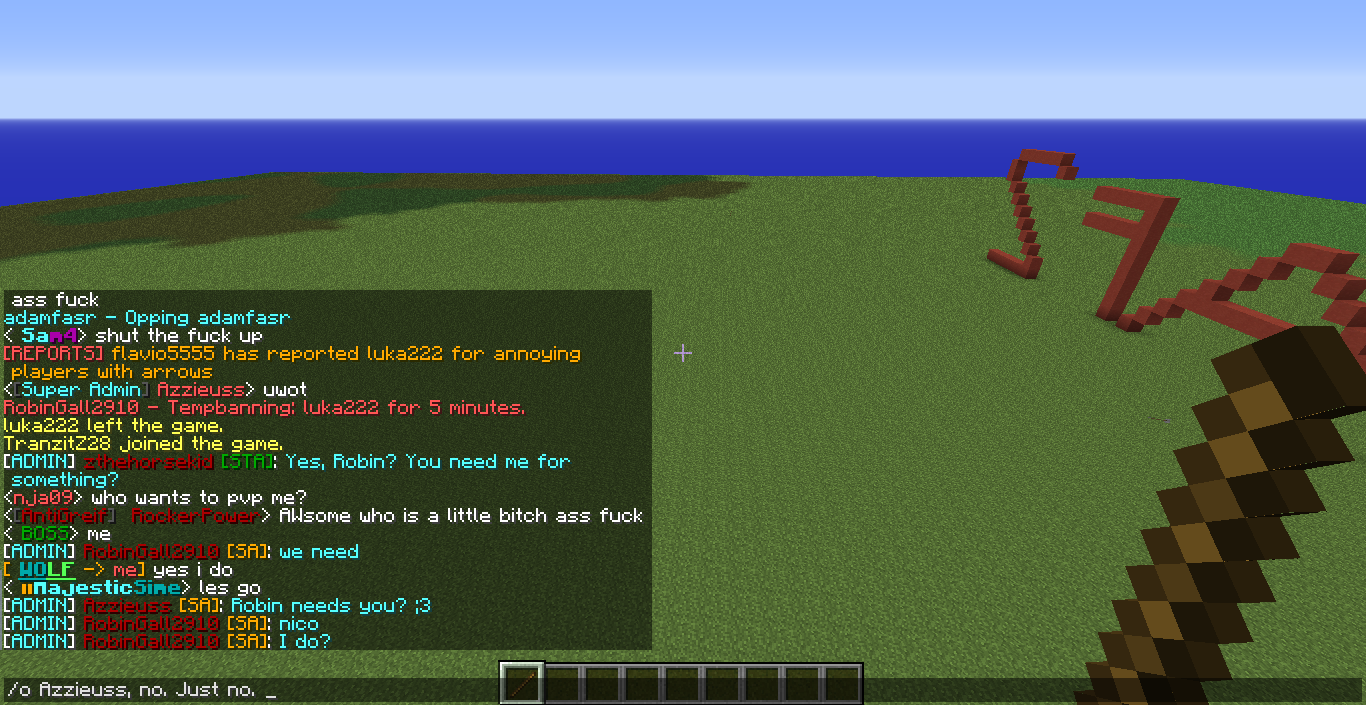 ass fuck
adamfasr - Opping adamfasr
< Sam4> shut the fuck up
[REPORTS] flavio5555 has reported luka222 for annoying
players with arrows
<[Super Admin] Azzieuss> uwot
RobinGall2910 - Tempbanning: luka222 for 5 minutes.
luka222 left the game.
TranzitZ28 joined the game.
[ADMIN] zthehorsekid [STA]: Yes, Robin? You need me for
something?
<nja09> who wants to pvp me?
<[AntiGreif] RockerPower> AWsome who is a little bitch ass fuck
< BOSS> me
[ADMIN] RobinGall2910 [SA]: we need
[ WOLF -> me] yes i do
< MajesticSime> les go
[ADMIN] Azzieuss [SA]: Robin needs you? ;3
[ADMIN] RobinGall2910 [SA]: nico
[ADMIN] RobinGall2910 [SA]: I do?
/o Azzieuss, no. Just no. _